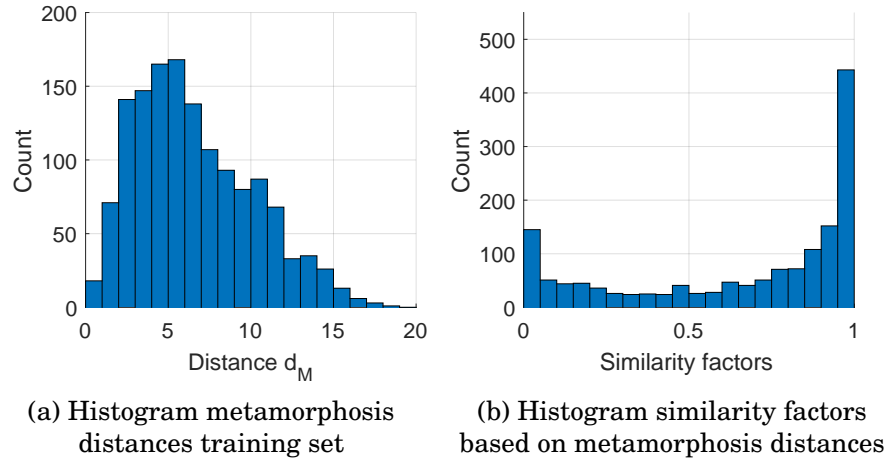 200
150
100
50
0
Count
0 5 10 15 20
Distance d_M
(a) Histogram metamorphosis
distances training set
500
400
300
200
100
0
Count
0 0.5 1
Similarity factors
(b) Histogram similarity factors
based on metamorphosis distances